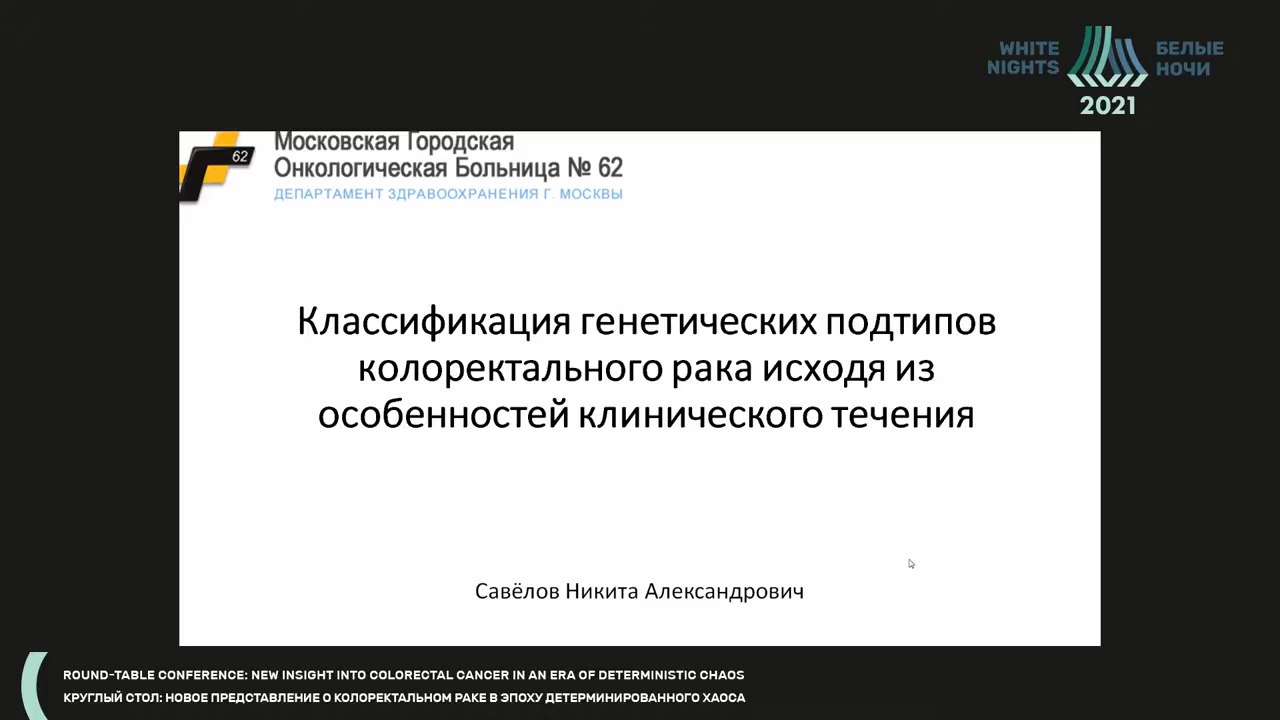 WHITE NIGHTS
БЕЛЫЕ НОЧИ
2021
62
Московская Городская
Онкологическая Больница № 62
ДЕПАРТАМЕНТ ЗДРАВООХРАНЕНИЯ Г. МОСКВЫ
Классификация генетических подтипов
колоректального рака исходя из
особенностей клинического течения
Савёлов Никита Александрович
ROUND-TABLE CONFERENCE: NEW INSIGHT INTO COLORECTAL CANCER IN AN ERA OF DETERMINISTIC CHAOS
КРУГЛЫЙ СТОЛ: НОВОЕ ПРЕДСТАВЛЕНИЕ О КОЛОРЕКТАЛЬНОМ РАКЕ В ЭПОХУ ДЕТЕРМИНИРОВАННОГО ХАОСА